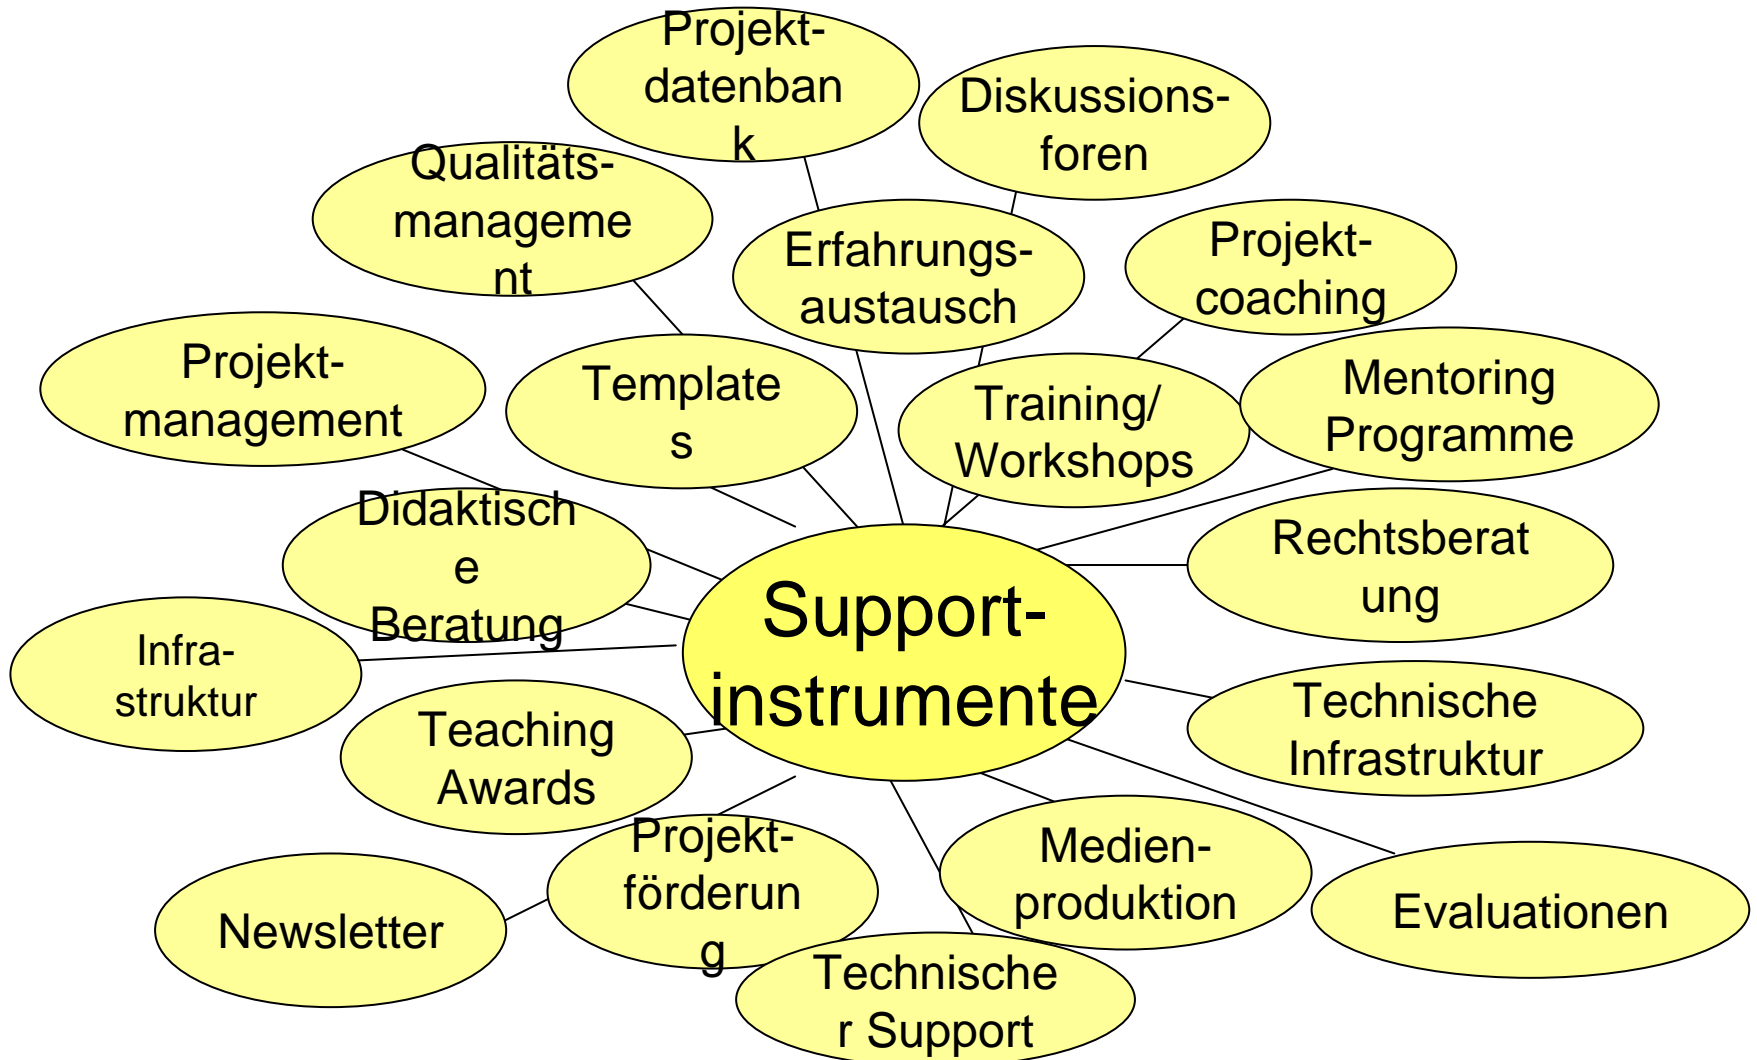 Projekt-
datenban
k
Diskussions-
foren
Qualitäts-
manageme
nt
Erfahrungs-
austausch
Projekt-
coaching
Projekt-
management
Template
s
Training/
Workshops
Mentoring
Programme
Didaktisch
e
Beratung
Rechtsberat
ung
Support-
instrumente
Infra-
struktur
Teaching
Awards
Technische
Infrastruktur
Projekt-
förderun
g
Medien-
produktion
Newsletter
Evaluationen
Technische
r Support